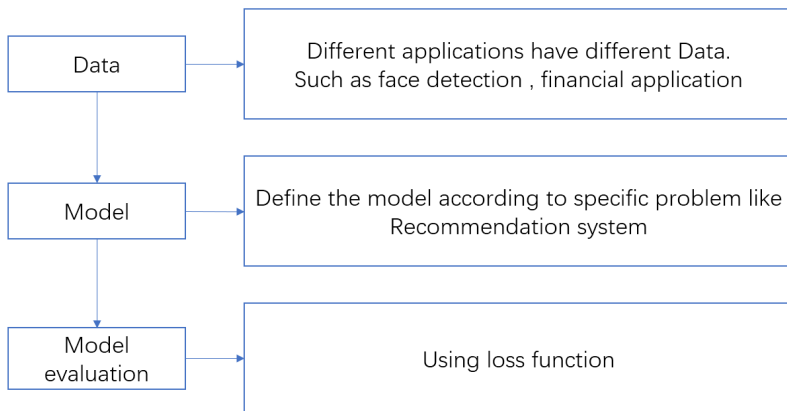 Data
Different applications have different Data.
Such as face detection , financial application
Model
Define the model according to specific problem like
Recommendation system
Model
evaluation
Using loss function